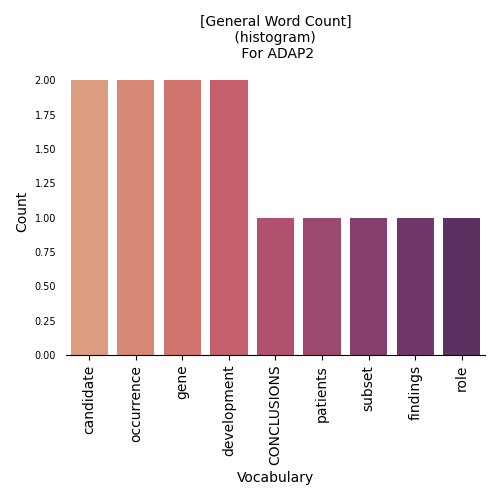 [General Word Count]
(histogram)
For ADAP2
2.00
1.75
1.50
1.25
1.00
0.75
0.50
0.25
0.00
Count
candidate
occurrence
gene
development
CONCLUSIONS
patients
subset
findings
role
Vocabulary